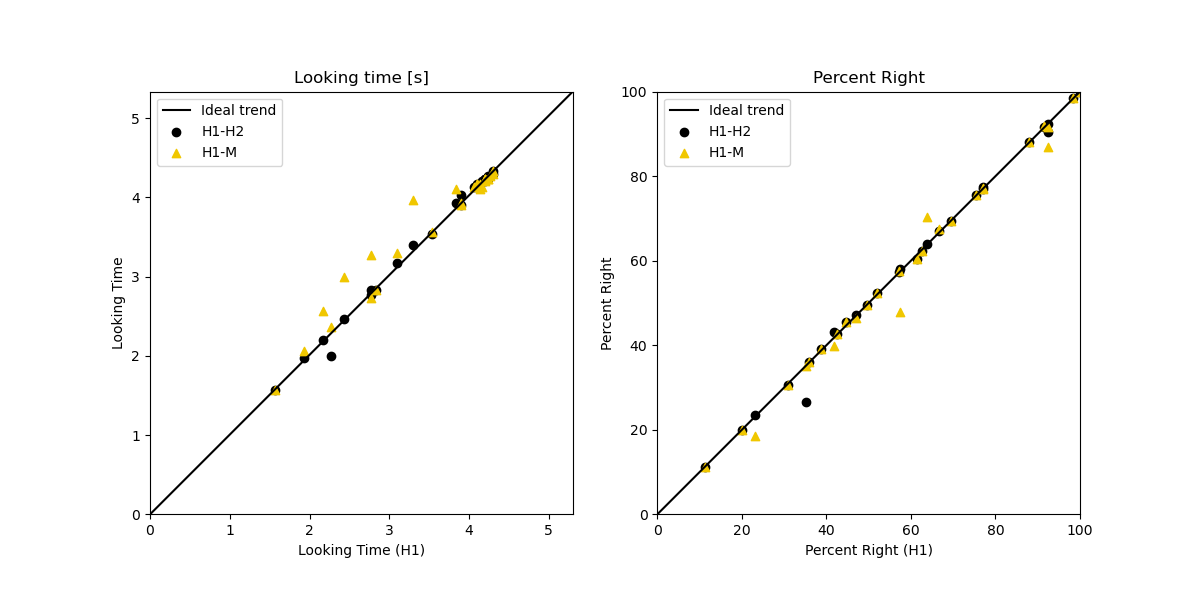 Looking time [s]
Ideal trend
H1-H2
H1-M
5
4
3
2
1
0
0 1 2 3 4 5
Looking Time
Looking Time (H1)
Percent Right
Ideal trend
H1-H2
H1-M
100
80
60
40
20
0
0 20 40 60 80 100
Percent Right
Percent Right (H1)